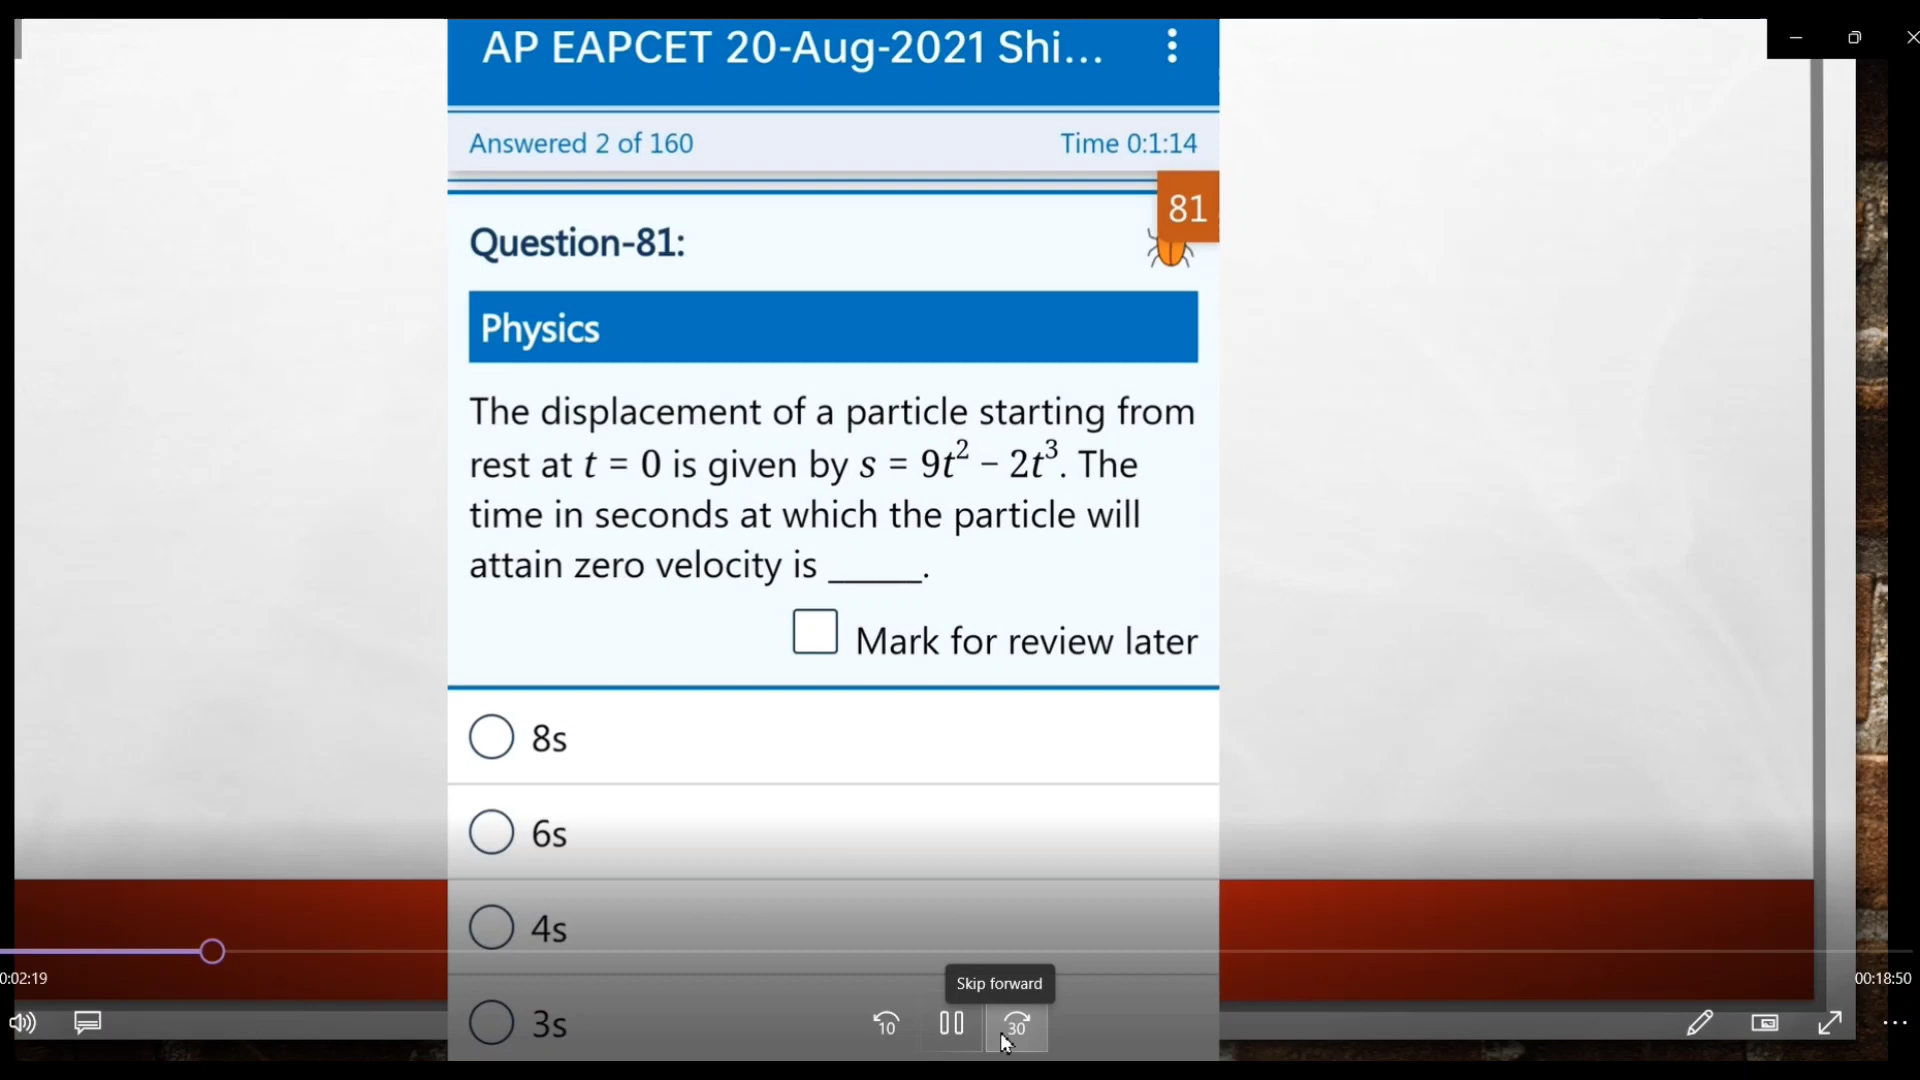 AP EAPCET 20-Aug-2021 Shi...
Answered 2 of 160 Time 0:1:14
81
Question-81:
Physics
The displacement of a particle starting from
rest at t = 0 is given by s = 9t² − 2t³. The
time in seconds at which the particle will
attain zero velocity is ______.
Mark for review later
8s
6s
4s
3s
Skip forward
0:02:19 00:18:50
10 30